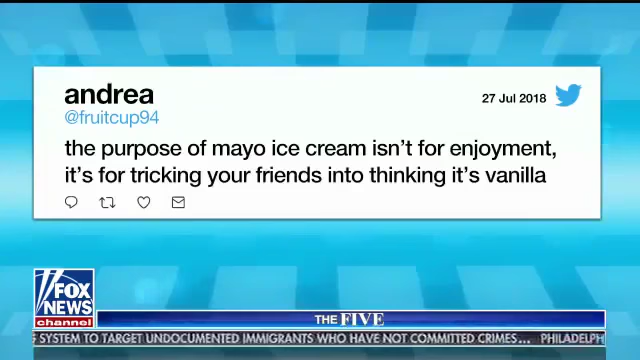 andrea
@fruitcup94
27 Jul 2018
the purpose of mayo ice cream isn't for enjoyment,
it's for tricking your friends into thinking it's vanilla
FOX
NEWS
channel
THE FIVE
SYSTEM TO TARGET UNDOCUMENTED IMMIGRANTS WHO HAVE NOT COMMITTED CRIMES... PHILADELPH